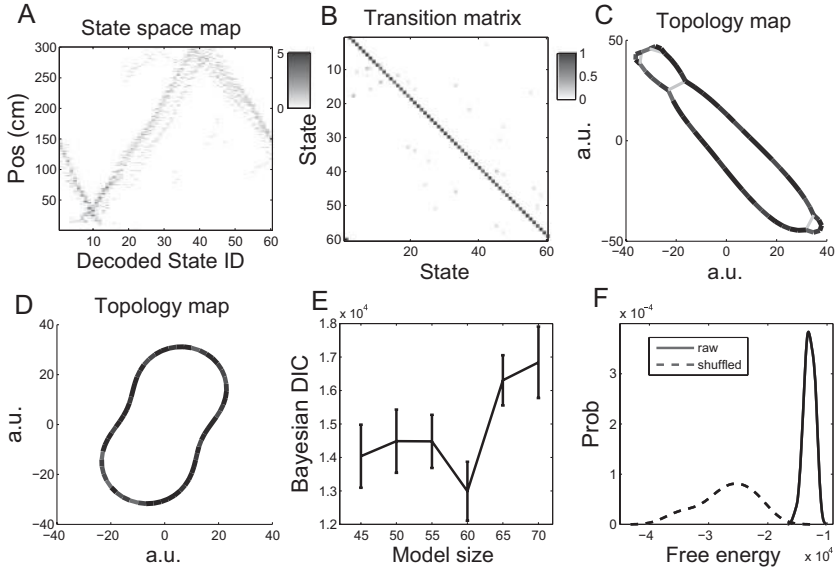 A
State space map
300
250
200
150
100
50
Pos (cm)
10 20 30 40 50 60
Decoded State ID
5
0
B
Transition matrix
10
20
30
40
50
60
State
20 40 60
State
1
0.5
0
C
Topology map
50
0
−50
a.u.
−40 −20 0 20 40
a.u.
D
Topology map
40
20
0
−20
−40
a.u.
−40 −20 0 20 40
a.u.
E
x 10⁴
1.8
1.7
1.6
1.5
1.4
1.3
1.2
Bayesian DIC
45 50 55 60 65 70
Model size
F
x 10⁻⁴
3
2
1
0
Prob
raw
shuffled
−4 −3 −2 −1
Free energy
x 10⁴